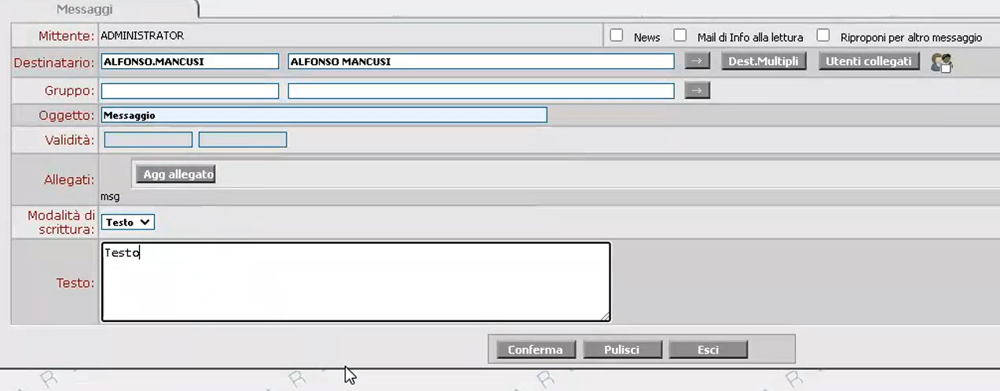 Messaggi
Mittente: ADMINISTRATOR News Mail di Info alla lettura Riproponi per altro messaggio
Destinatario: ALFONSO.MANCUSI ALFONSO MANCUSI Dest.Multipli Utenti collegati
Gruppo:
Oggetto: Messaggio
Validità:
Allegati: Agg allegato
msg
Modalità di
scrittura: Testo
Testo: Testo
Conferma Pulisci Esci